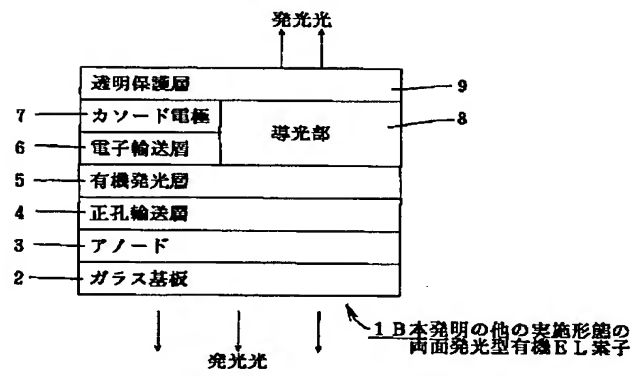 発光光
透明保護層 9
7 カソード電極
導光部 8
6 電子輸送層
5 有機発光層
4 正孔輸送層
3 アノード
2 ガラス基板
1B本発明の他の実施形態の
両面発光型有機EL素子
発光光